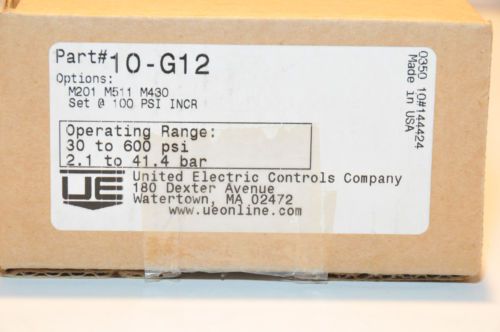 Part# 10-G12
Options:
M201 M511 M430
Set @ 100 PSI INCR
Operating Range:
30 to 600 psi
2.1 to 41.4 bar
UE
United Electric Controls Company
180 Dexter Avenue
Watertown, MA 02472
www.ueonline.com
0350 10#144424
Made in USA